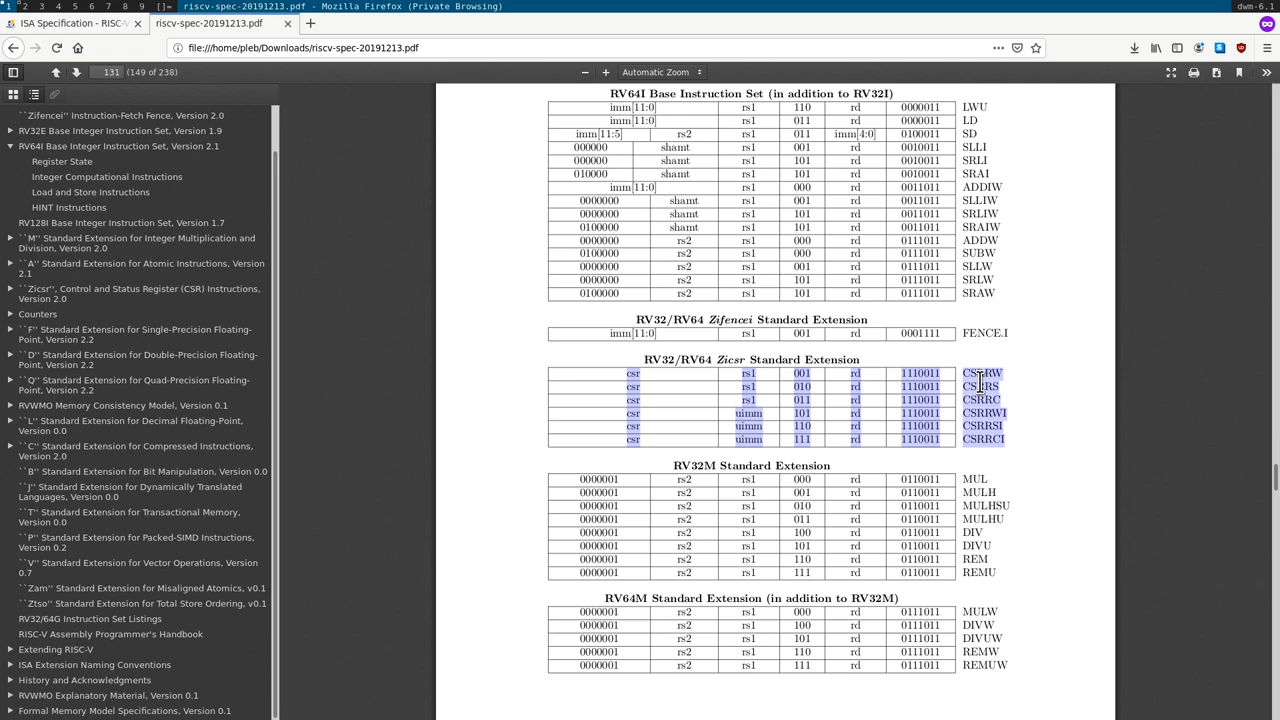 1 2 3 4 5 6 7 8 9 []= riscv-spec-20191213.pdf - Mozilla Firefox (Private Browsing) dwm-6.1
ISA Specification - RISC-V riscv-spec-20191213.pdf
file:///home/pleb/Downloads/riscv-spec-20191213.pdf
131 (149 of 238) Automatic Zoom
``Zifencei'' Instruction-Fetch Fence, Version 2.0
RV32E Base Integer Instruction Set, Version 1.9
RV64I Base Integer Instruction Set, Version 2.1
Register State
Integer Computational Instructions
Load and Store Instructions
HINT Instructions
RV128I Base Integer Instruction Set, Version 1.7
``M'' Standard Extension for Integer Multiplication and
Division, Version 2.0
``A'' Standard Extension for Atomic Instructions, Version
2.1
``Zicsr'', Control and Status Register (CSR) Instructions,
Version 2.0
Counters
``F'' Standard Extension for Single-Precision Floating-
Point, Version 2.2
``D'' Standard Extension for Double-Precision Floating-
Point, Version 2.2
``Q'' Standard Extension for Quad-Precision Floating-
Point, Version 2.2
RVWMO Memory Consistency Model, Version 0.1
``L'' Standard Extension for Decimal Floating-Point,
Version 0.0
``C'' Standard Extension for Compressed Instructions,
Version 2.0
``B'' Standard Extension for Bit Manipulation, Version 0.0
``J'' Standard Extension for Dynamically Translated
Languages, Version 0.0
``T'' Standard Extension for Transactional Memory,
Version 0.0
``P'' Standard Extension for Packed-SIMD Instructions,
Version 0.2
``V'' Standard Extension for Vector Operations, Version
0.7
``Zam'' Standard Extension for Misaligned Atomics, v0.1
``Ztso'' Standard Extension for Total Store Ordering, v0.1
RV32/64G Instruction Set Listings
RISC-V Assembly Programmer's Handbook
Extending RISC-V
ISA Extension Naming Conventions
History and Acknowledgments
RVWMO Explanatory Material, Version 0.1
Formal Memory Model Specifications, Version 0.1
RV64I Base Instruction Set (in addition to RV32I)
imm[11:0] rs1 110 rd 0000011 LWU
imm[11:0] rs1 011 rd 0000011 LD
imm[11:5] rs2 rs1 011 imm[4:0] 0100011 SD
000000 shamt rs1 001 rd 0010011 SLLI
000000 shamt rs1 101 rd 0010011 SRLI
010000 shamt rs1 101 rd 0010011 SRAI
imm[11:0] rs1 000 rd 0011011 ADDIW
0000000 shamt rs1 001 rd 0011011 SLLIW
0000000 shamt rs1 101 rd 0011011 SRLIW
0100000 shamt rs1 101 rd 0011011 SRAIW
0000000 rs2 rs1 000 rd 0111011 ADDW
0100000 rs2 rs1 000 rd 0111011 SUBW
0000000 rs2 rs1 001 rd 0111011 SLLW
0000000 rs2 rs1 101 rd 0111011 SRLW
0100000 rs2 rs1 101 rd 0111011 SRAW
RV32/RV64 Zifencei Standard Extension
imm[11:0] rs1 001 rd 0001111 FENCE.I
RV32/RV64 Zicsr Standard Extension
csr rs1 001 rd 1110011 CSRRW
csr rs1 010 rd 1110011 CSRRS
csr rs1 011 rd 1110011 CSRRC
csr uimm 101 rd 1110011 CSRRWI
csr uimm 110 rd 1110011 CSRRSI
csr uimm 111 rd 1110011 CSRRCI
RV32M Standard Extension
0000001 rs2 rs1 000 rd 0110011 MUL
0000001 rs2 rs1 001 rd 0110011 MULH
0000001 rs2 rs1 010 rd 0110011 MULHSU
0000001 rs2 rs1 011 rd 0110011 MULHU
0000001 rs2 rs1 100 rd 0110011 DIV
0000001 rs2 rs1 101 rd 0110011 DIVU
0000001 rs2 rs1 110 rd 0110011 REM
0000001 rs2 rs1 111 rd 0110011 REMU
RV64M Standard Extension (in addition to RV32M)
0000001 rs2 rs1 000 rd 0111011 MULW
0000001 rs2 rs1 100 rd 0111011 DIVW
0000001 rs2 rs1 101 rd 0111011 DIVUW
0000001 rs2 rs1 110 rd 0111011 REMW
0000001 rs2 rs1 111 rd 0111011 REMUW